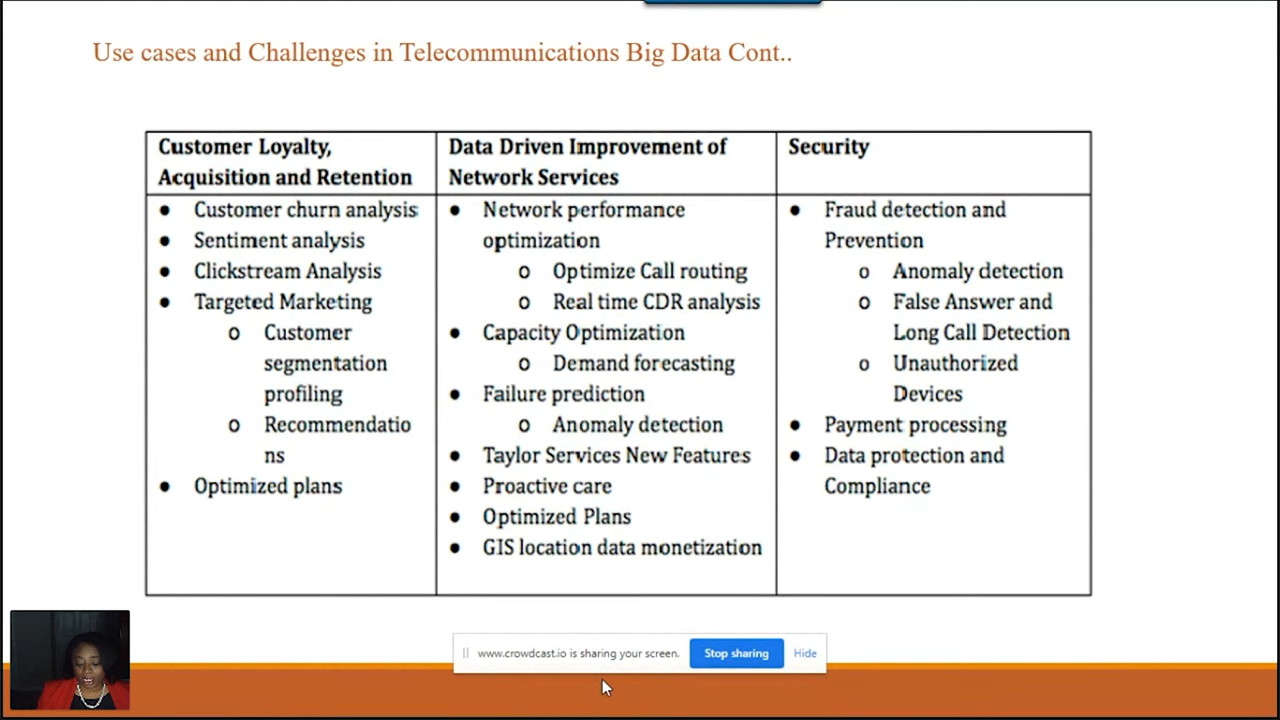 Use cases and Challenges in Telecommunications Big Data Cont..
Customer Loyalty,
Acquisition and Retention
● Customer churn analysis
● Sentiment analysis
● Clickstream Analysis
● Targeted Marketing
o Customer
segmentation
profiling
o Recommendatio
ns
● Optimized plans
Data Driven Improvement of
Network Services
● Network performance
optimization
o Optimize Call routing
o Real time CDR analysis
● Capacity Optimization
o Demand forecasting
● Failure prediction
o Anomaly detection
● Taylor Services New Features
● Proactive care
● Optimized Plans
● GIS location data monetization
Security
● Fraud detection and
Prevention
o Anomaly detection
o False Answer and
Long Call Detection
o Unauthorized
Devices
● Payment processing
● Data protection and
Compliance
www.crowdcast.io is sharing your screen. Stop sharing Hide